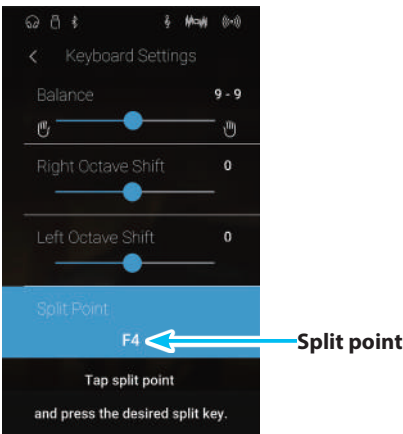 Keyboard Settings
Balance 9 - 9
Right Octave Shift 0
Left Octave Shift 0
Split Point
F4
Split point
Tap split point
and press the desired split key.